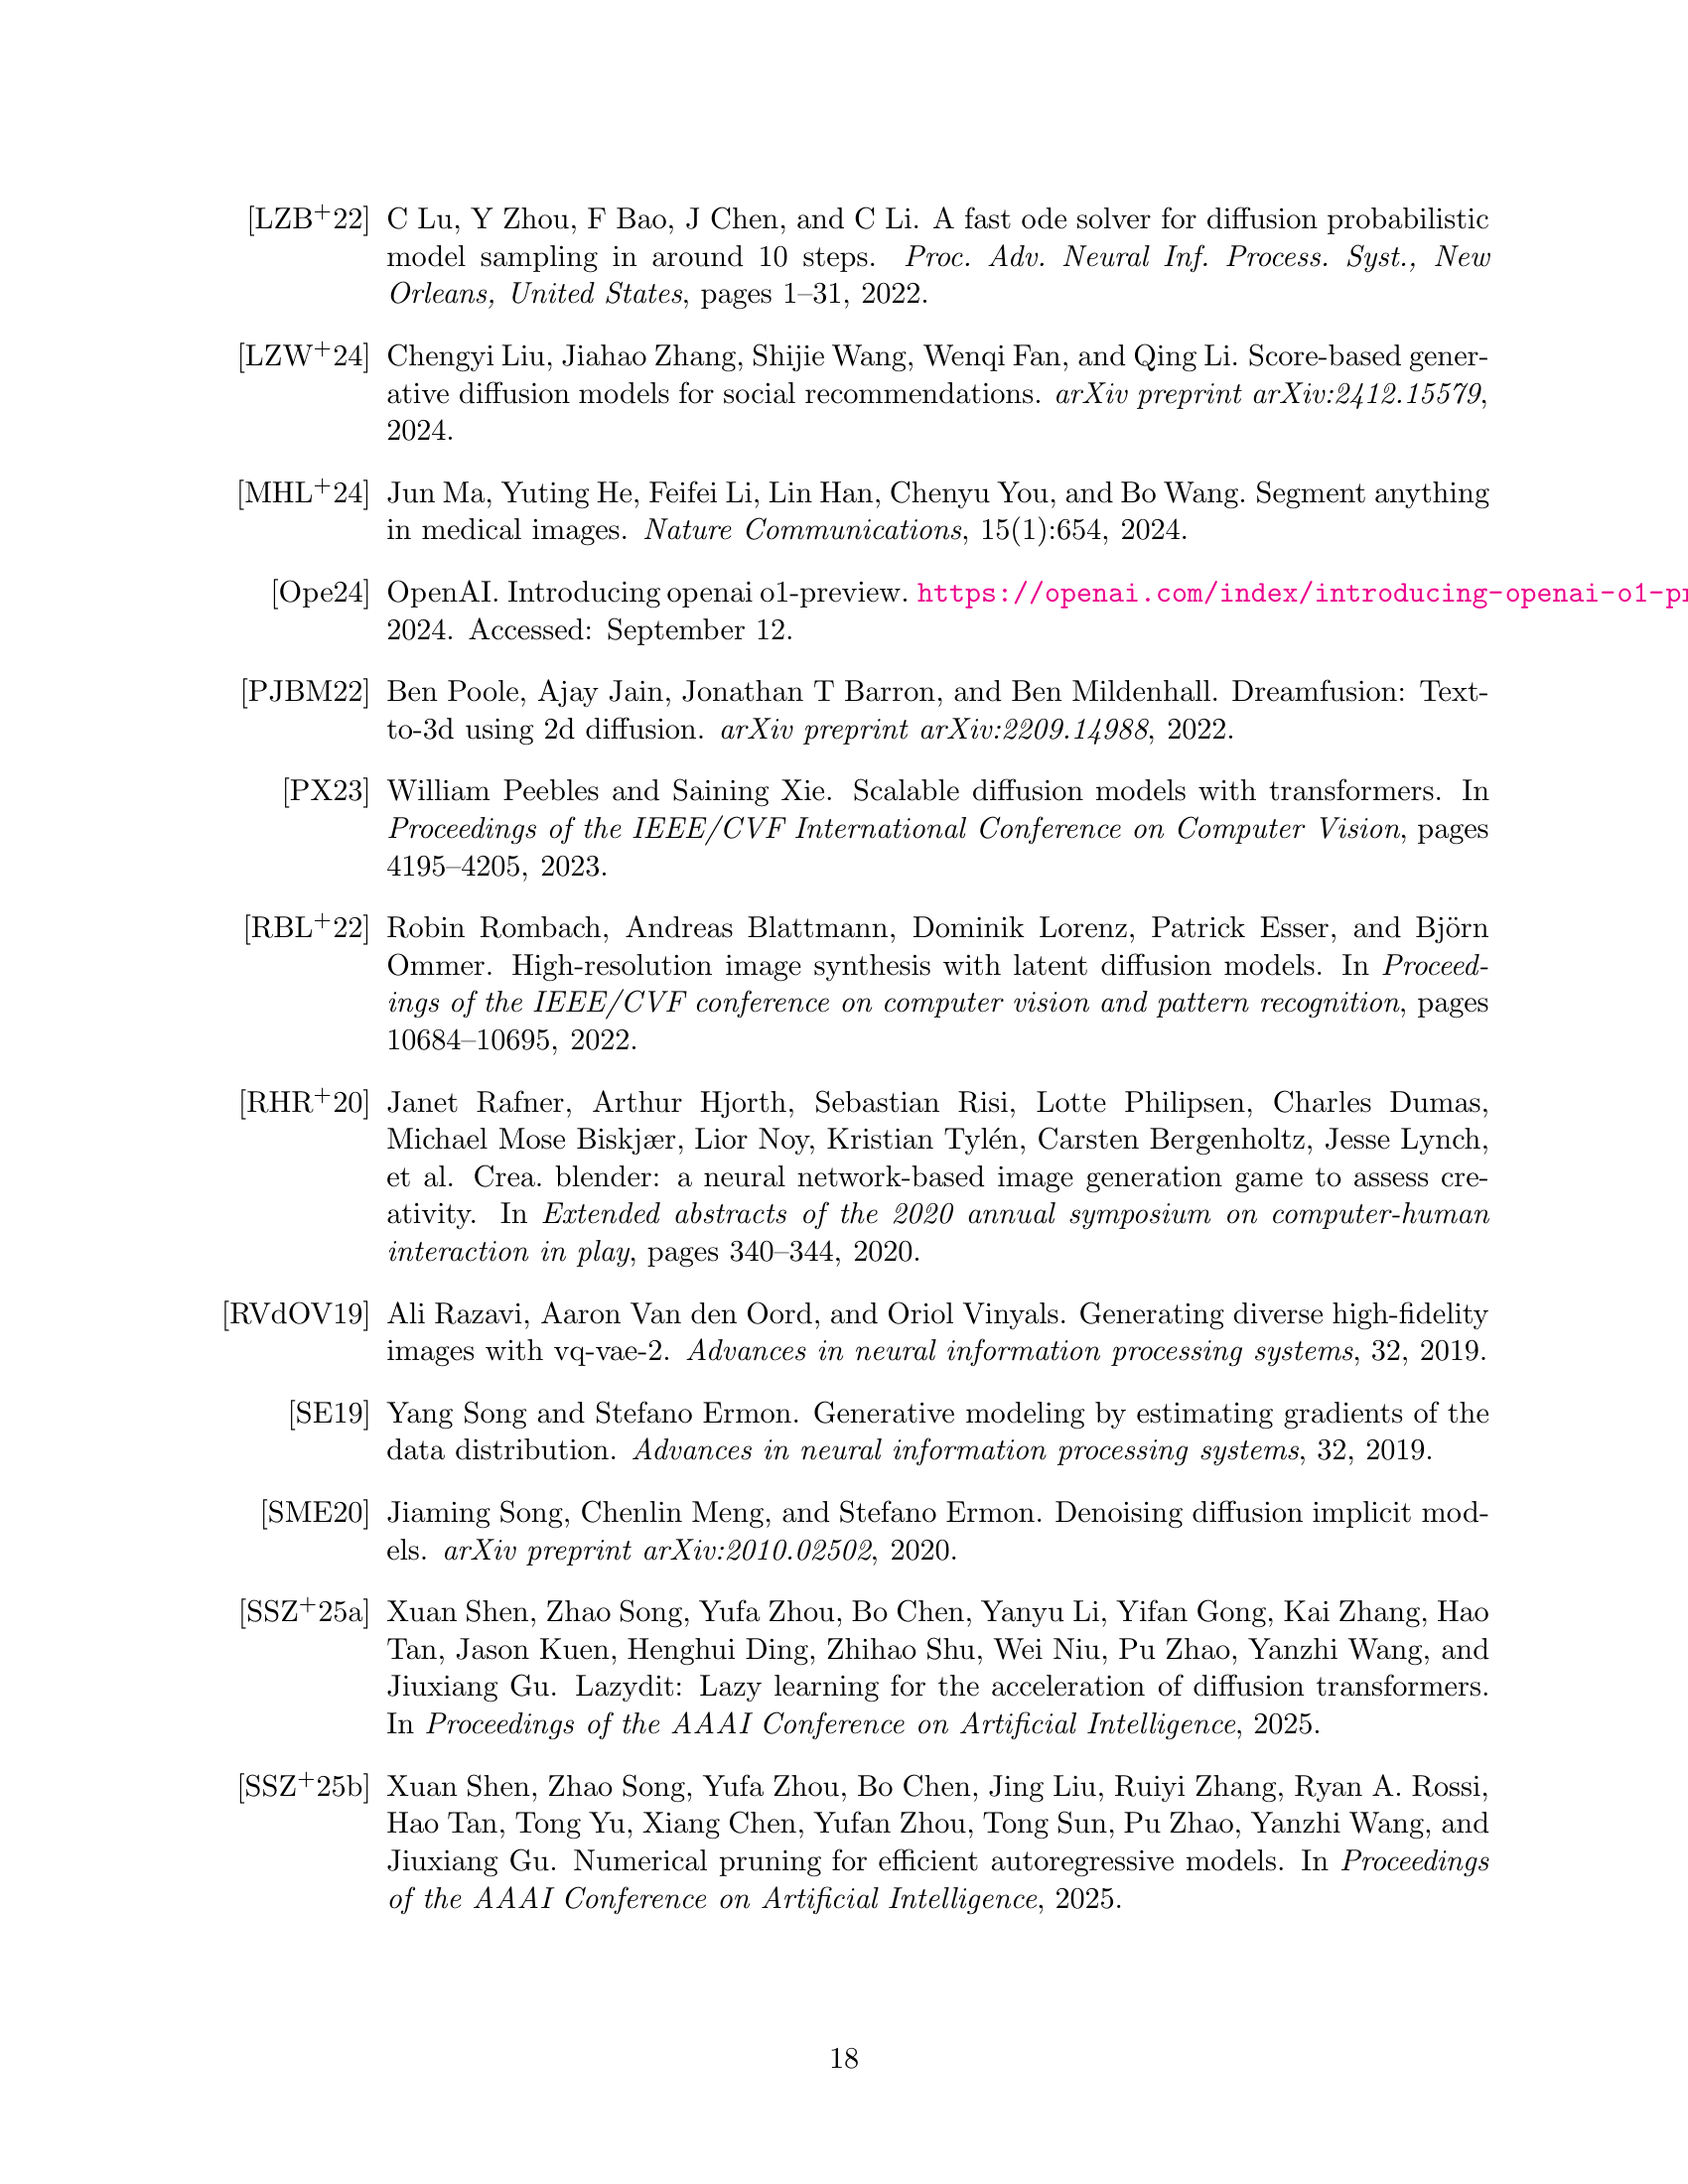 [LZB+22] C Lu, Y Zhou, F Bao, J Chen, and C Li. A fast ode solver for diffusion probabilistic
model sampling in around 10 steps. Proc. Adv. Neural Inf. Process. Syst., New
Orleans, United States, pages 1–31, 2022.
[LZW+24] Chengyi Liu, Jiahao Zhang, Shijie Wang, Wenqi Fan, and Qing Li. Score-based gener-
ative diffusion models for social recommendations. arXiv preprint arXiv:2412.15579,
2024.
[MHL+24] Jun Ma, Yuting He, Feifei Li, Lin Han, Chenyu You, and Bo Wang. Segment anything
in medical images. Nature Communications, 15(1):654, 2024.
[Ope24] OpenAI. Introducing openai o1-preview. https://openai.com/index/introducing-openai-o1-pr
2024. Accessed: September 12.
[PJBM22] Ben Poole, Ajay Jain, Jonathan T Barron, and Ben Mildenhall. Dreamfusion: Text-
to-3d using 2d diffusion. arXiv preprint arXiv:2209.14988, 2022.
[PX23] William Peebles and Saining Xie. Scalable diffusion models with transformers. In
Proceedings of the IEEE/CVF International Conference on Computer Vision, pages
4195–4205, 2023.
[RBL+22] Robin Rombach, Andreas Blattmann, Dominik Lorenz, Patrick Esser, and Björn
Ommer. High-resolution image synthesis with latent diffusion models. In Proceed-
ings of the IEEE/CVF conference on computer vision and pattern recognition, pages
10684–10695, 2022.
[RHR+20] Janet Rafner, Arthur Hjorth, Sebastian Risi, Lotte Philipsen, Charles Dumas,
Michael Mose Biskjær, Lior Noy, Kristian Tylén, Carsten Bergenholtz, Jesse Lynch,
et al. Crea. blender: a neural network-based image generation game to assess cre-
ativity. In Extended abstracts of the 2020 annual symposium on computer-human
interaction in play, pages 340–344, 2020.
[RVdOV19] Ali Razavi, Aaron Van den Oord, and Oriol Vinyals. Generating diverse high-fidelity
images with vq-vae-2. Advances in neural information processing systems, 32, 2019.
[SE19] Yang Song and Stefano Ermon. Generative modeling by estimating gradients of the
data distribution. Advances in neural information processing systems, 32, 2019.
[SME20] Jiaming Song, Chenlin Meng, and Stefano Ermon. Denoising diffusion implicit mod-
els. arXiv preprint arXiv:2010.02502, 2020.
[SSZ+25a] Xuan Shen, Zhao Song, Yufa Zhou, Bo Chen, Yanyu Li, Yifan Gong, Kai Zhang, Hao
Tan, Jason Kuen, Henghui Ding, Zhihao Shu, Wei Niu, Pu Zhao, Yanzhi Wang, and
Jiuxiang Gu. Lazydit: Lazy learning for the acceleration of diffusion transformers.
In Proceedings of the AAAI Conference on Artificial Intelligence, 2025.
[SSZ+25b] Xuan Shen, Zhao Song, Yufa Zhou, Bo Chen, Jing Liu, Ruiyi Zhang, Ryan A. Rossi,
Hao Tan, Tong Yu, Xiang Chen, Yufan Zhou, Tong Sun, Pu Zhao, Yanzhi Wang, and
Jiuxiang Gu. Numerical pruning for efficient autoregressive models. In Proceedings
of the AAAI Conference on Artificial Intelligence, 2025.
18